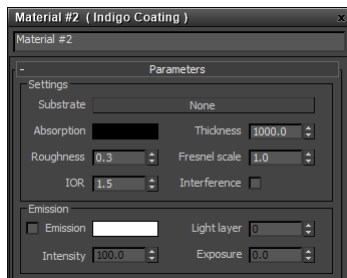 Material #2 ( Indigo Coating ) x
Material #2
- Parameters
Settings
Substrate None
Absorption Thickness 1000.0
Roughness 0.3 Fresnel scale 1.0
IOR 1.5 Interference
Emission
Emission Light layer 0
Intensity 100.0 Exposure 0.0